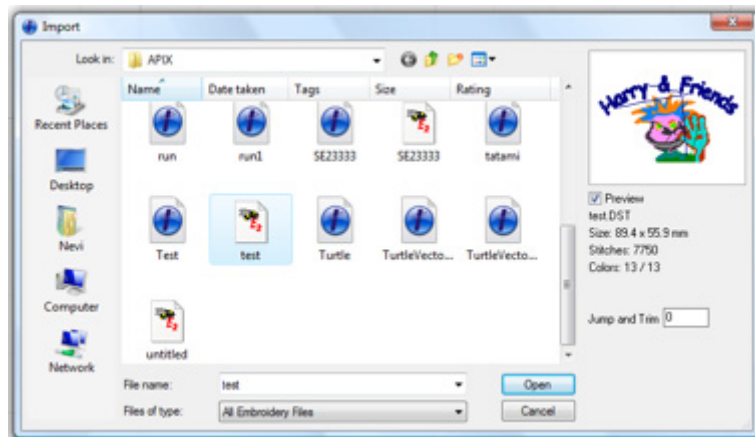 Import
Look in: APIX
Name Date taken Tags Size Rating
Recent Places
Desktop
Nevi
Computer
Network
run run1 SE23333 SE23333 tatami
Test test Turtle TurtleVecto... TurtleVecto...
untitled
File name: test Open
Files of type: All Embroidery Files Cancel
Harry & Friends
Preview
test.DST
Size: 89.4 x 55.9 mm
Stitches: 7750
Colors: 13 / 13
Jump and Trim 0